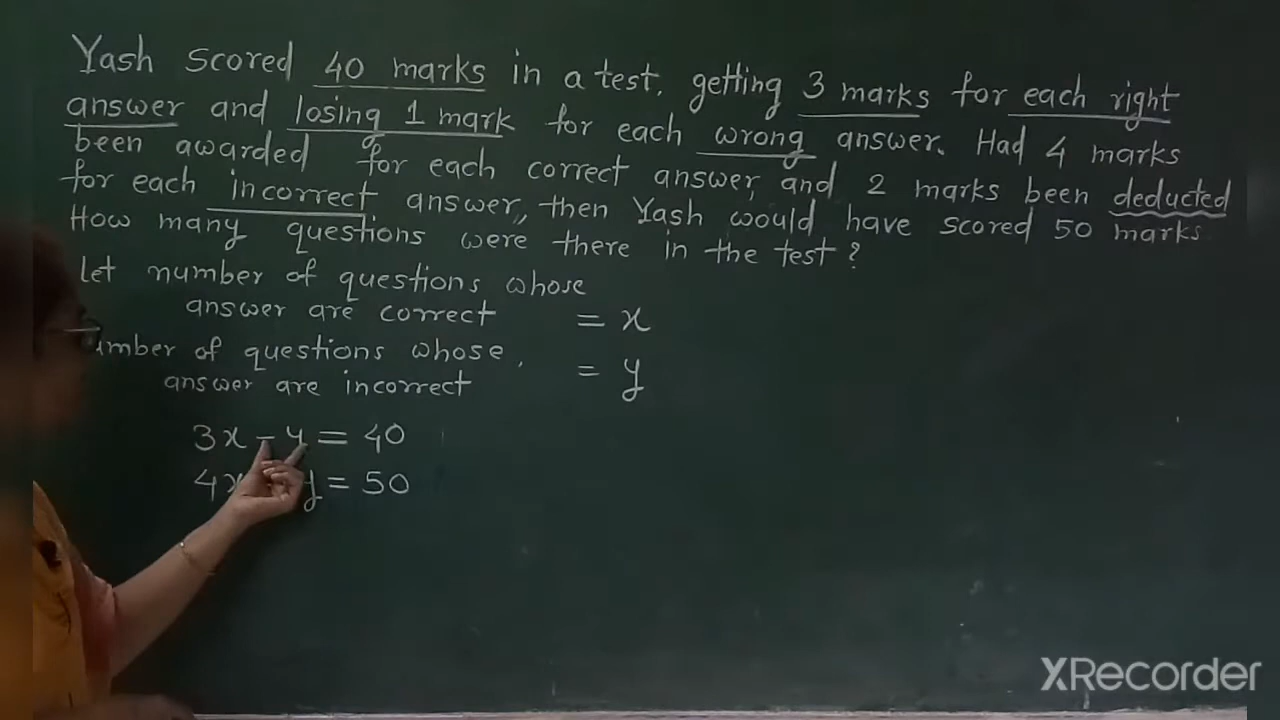 Yash scored 40 marks in a test, getting 3 marks for each right
answer and losing 1 mark for each wrong answer. Had 4 marks
been awarded for each correct answer, and 2 marks been deducted
for each incorrect answer, then Yash would have scored 50 marks.
How many questions were there in the test?
Let number of questions whose
answer are correct = x
umber of questions whose
answer are incorrect = y
3x - y = 40
4x y = 50
XRecorder